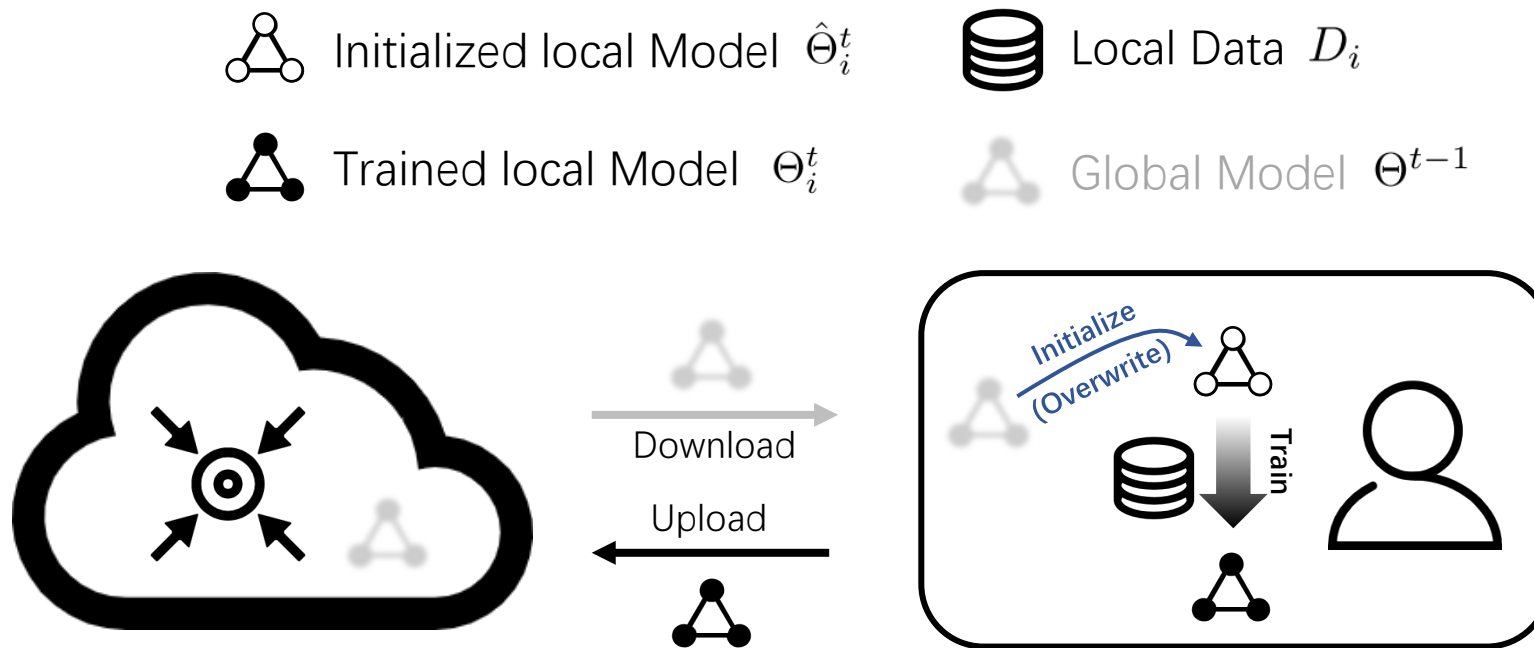 Initialized local Model $\hat{\Theta}_i^t$
Local Data $D_i$
Trained local Model $\Theta_i^t$
Global Model $\Theta^{t-1}$
Download
Upload
Initialize
(Overwrite)
Train